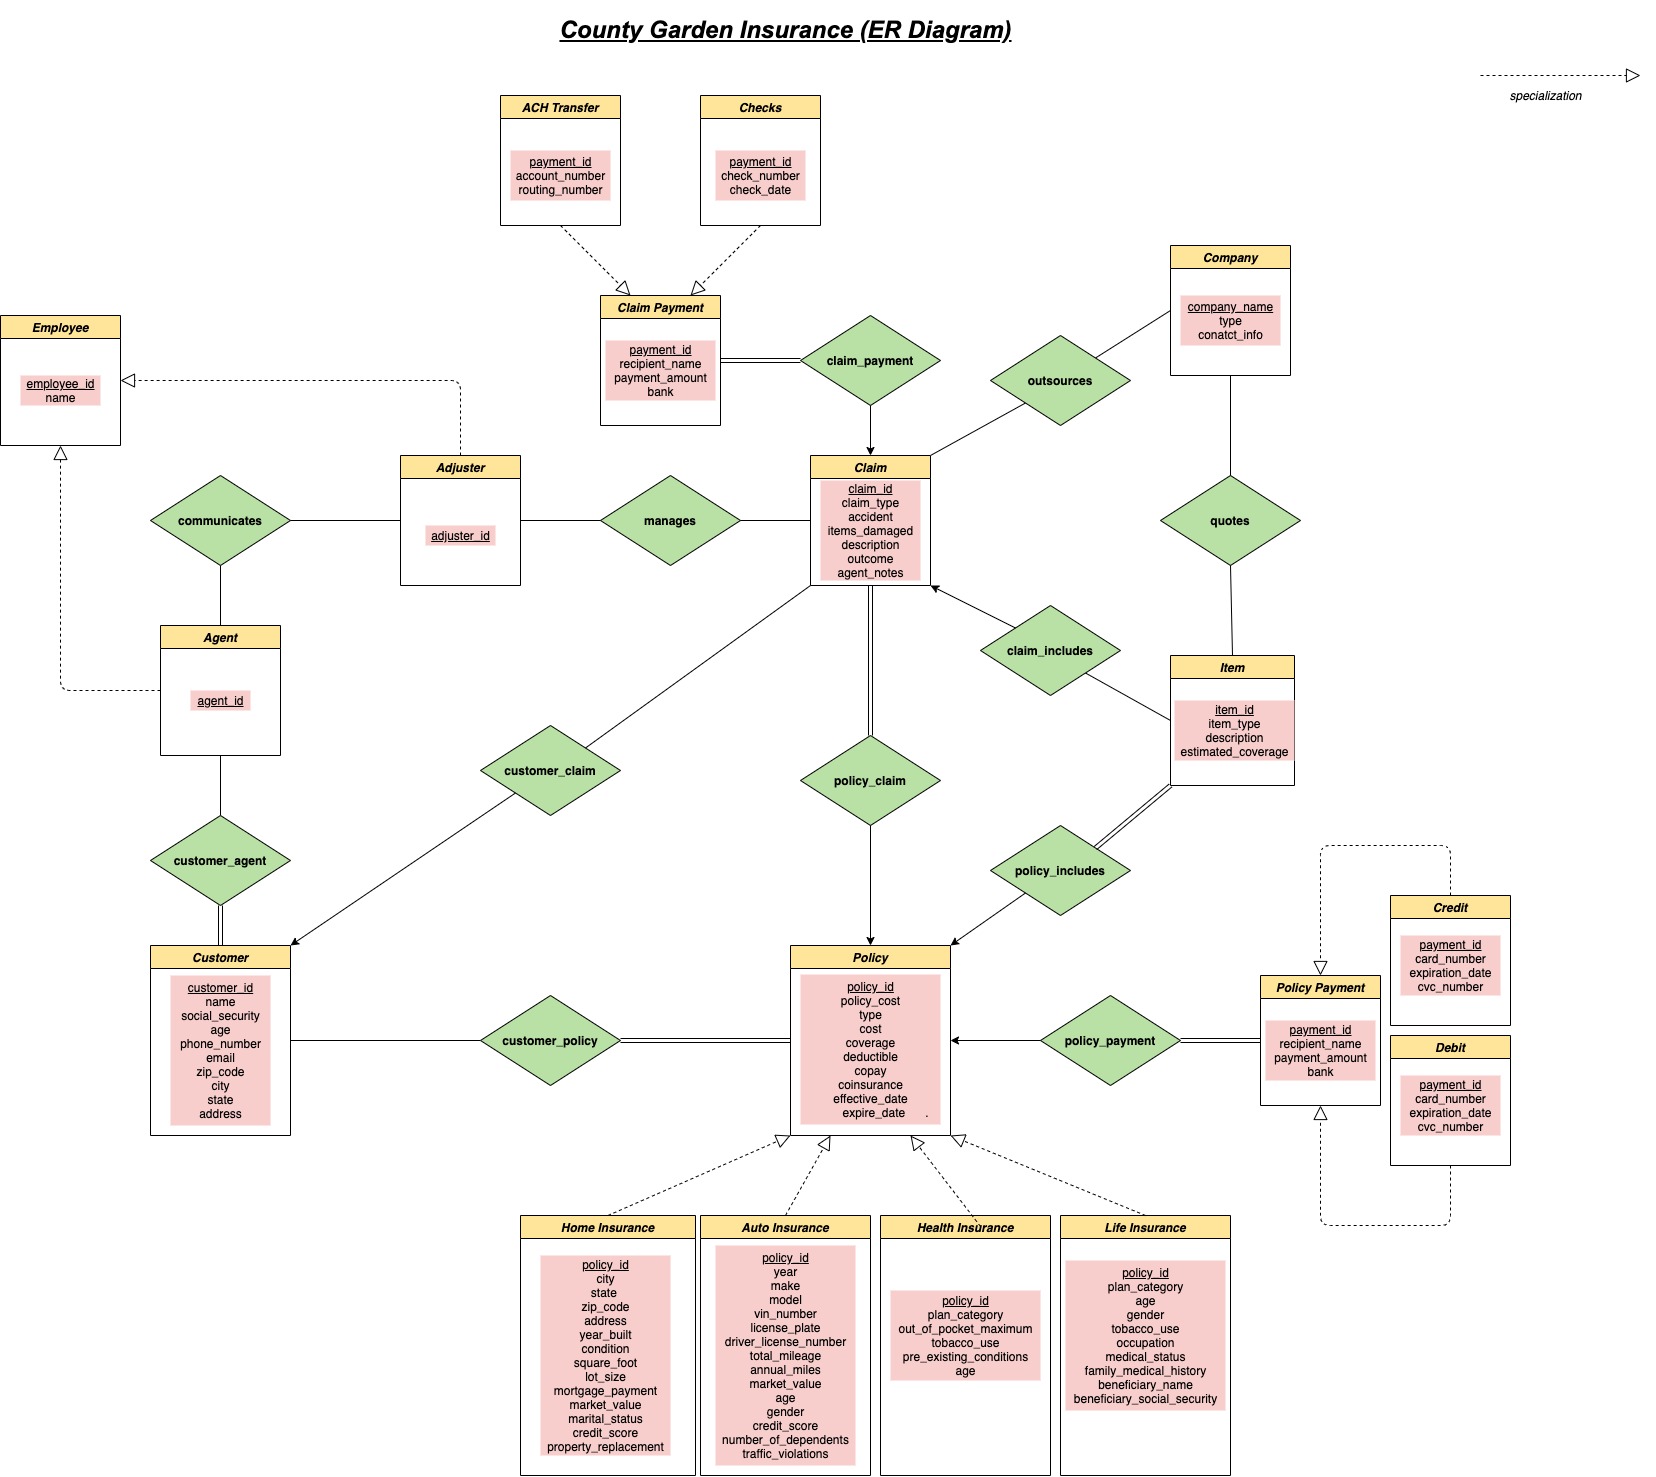 County Garden Insurance (ER Diagram)
specialization
ACH Transfer
payment_id
account_number
routing_number
Checks
payment_id
check_number
check_date
Company
company_name
type
conatct_info
Claim Payment
payment_id
recipient_name
payment_amount
bank
claim_payment
outsources
Employee
employee_id
name
Adjuster
adjuster_id
communicates
manages
Claim
claim_id
claim_type
accident
items_damaged
description
outcome
agent_notes
quotes
Agent
agent_id
claim_includes
Item
item_id
item_type
description
estimated_coverage
customer_claim
policy_claim
customer_agent
policy_includes
Customer
customer_id
name
social_security
age
phone_number
email
zip_code
city
state
address
customer_policy
Policy
policy_id
policy_cost
type
cost
coverage
deductible
copay
coinsurance
effective_date
expire_date .
policy_payment
Policy Payment
payment_id
recipient_name
payment_amount
bank
Credit
payment_id
card_number
expiration_date
cvc_number
Debit
payment_id
card_number
expiration_date
cvc_number
Home Insurance
policy_id
city
state
zip_code
address
year_built
condition
square_foot
lot_size
mortgage_payment
market_value
marital_status
credit_score
property_replacement
Auto Insurance
policy_id
year
make
model
vin_number
license_plate
driver_license_number
total_mileage
annual_miles
market_value
age
gender
credit_score
number_of_dependents
traffic_violations
Health Insurance
policy_id
plan_category
out_of_pocket_maximum
tobacco_use
pre_existing_conditions
age
Life Insurance
policy_id
plan_category
age
gender
tobacco_use
occupation
medical_status
family_medical_history
beneficiary_name
beneficiary_social_security